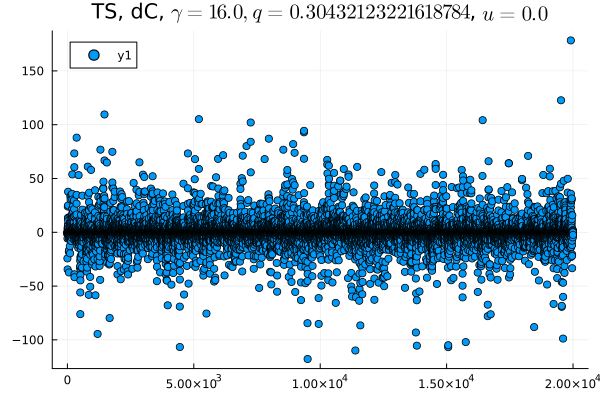 TS, dC, γ = 16.0, q = 0.30432123221618784, u = 0.0
y1
150
100
50
0
−50
−100
0 5.00×10³ 1.00×10⁴ 1.50×10⁴ 2.00×10⁴